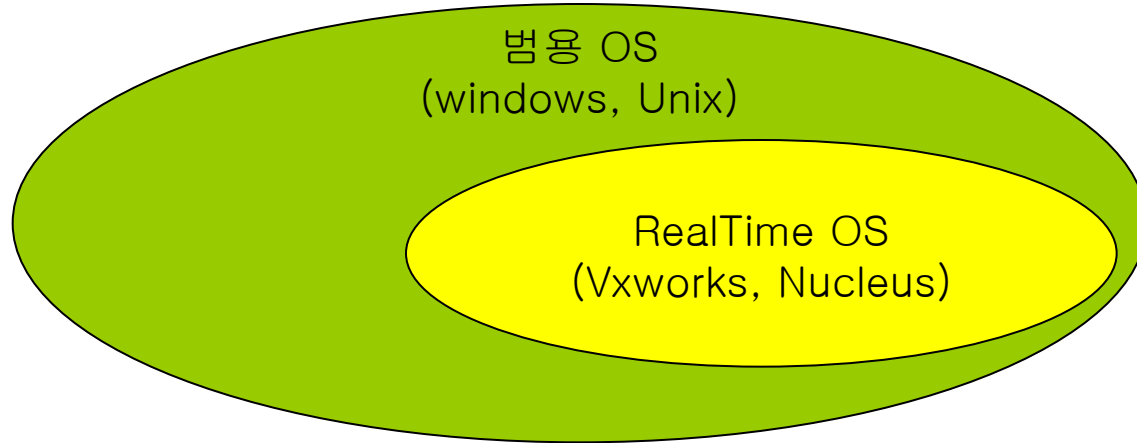 범용 OS
(windows, Unix)
RealTime OS
(Vxworks, Nucleus)